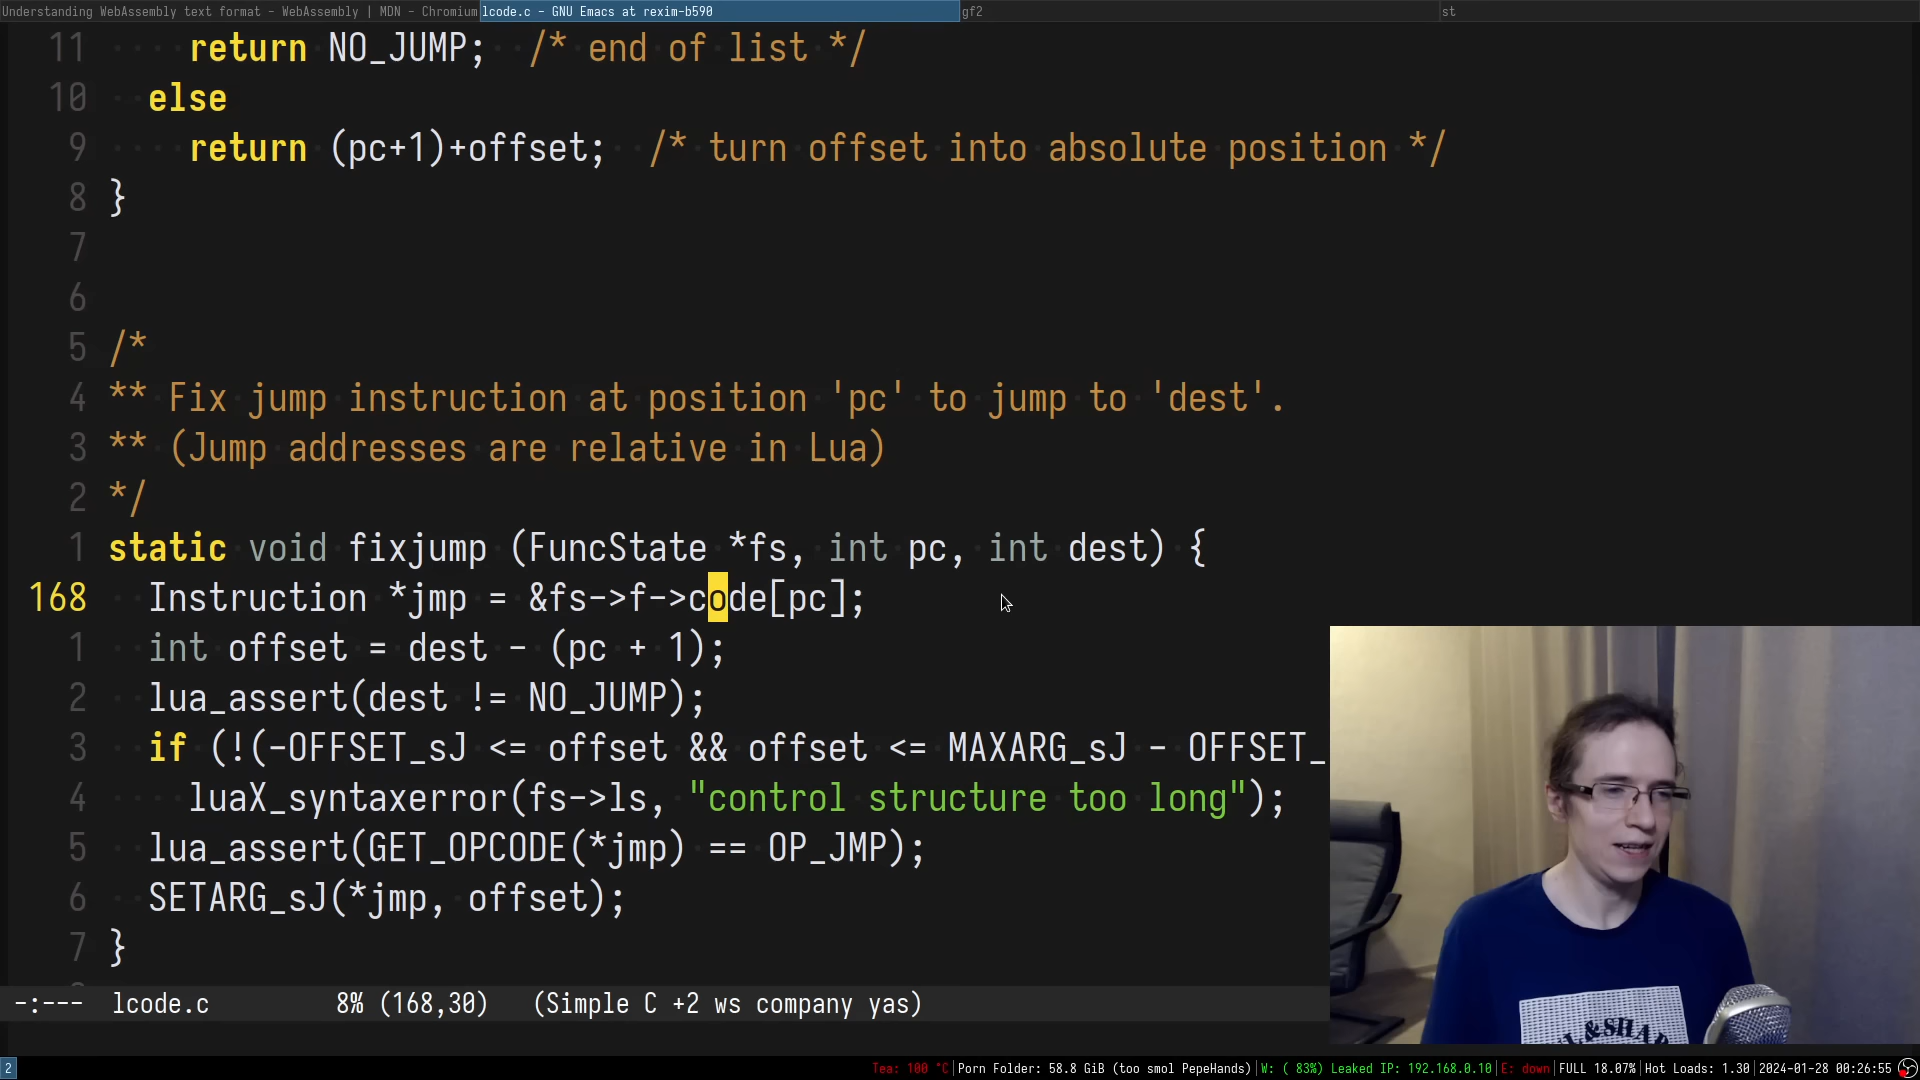 Understanding WebAssembly text format - WebAssembly | MDN - Chromium lcode.c - GNU Emacs at rexim-b590 gf2 st
11 return NO_JUMP; /* end of list */
10 else
9 return (pc+1)+offset; /* turn offset into absolute position */
8 }
7
6
5 /*
4 ** Fix jump instruction at position 'pc' to jump to 'dest'.
3 ** (Jump addresses are relative in Lua)
2 */
1 static void fixjump (FuncState *fs, int pc, int dest) {
168 Instruction *jmp = &fs->f->code[pc];
1 int offset = dest - (pc + 1);
2 lua_assert(dest != NO_JUMP);
3 if (!(-OFFSET_sJ <= offset && offset <= MAXARG_sJ - OFFSET_
4 luaX_syntaxerror(fs->ls, "control structure too long");
5 lua_assert(GET_OPCODE(*jmp) == OP_JMP);
6 SETARG_sJ(*jmp, offset);
7 }
-:--- lcode.c 8% (168,30) (Simple C +2 ws company yas)
2 Tea: 100 °C|Porn Folder: 58.8 GiB (too smol PepeHands)|W: ( 83%) Leaked IP: 192.168.0.10|E: down|FULL 18.07%|Hot Loads: 1.30|2024-01-28 00:26:55